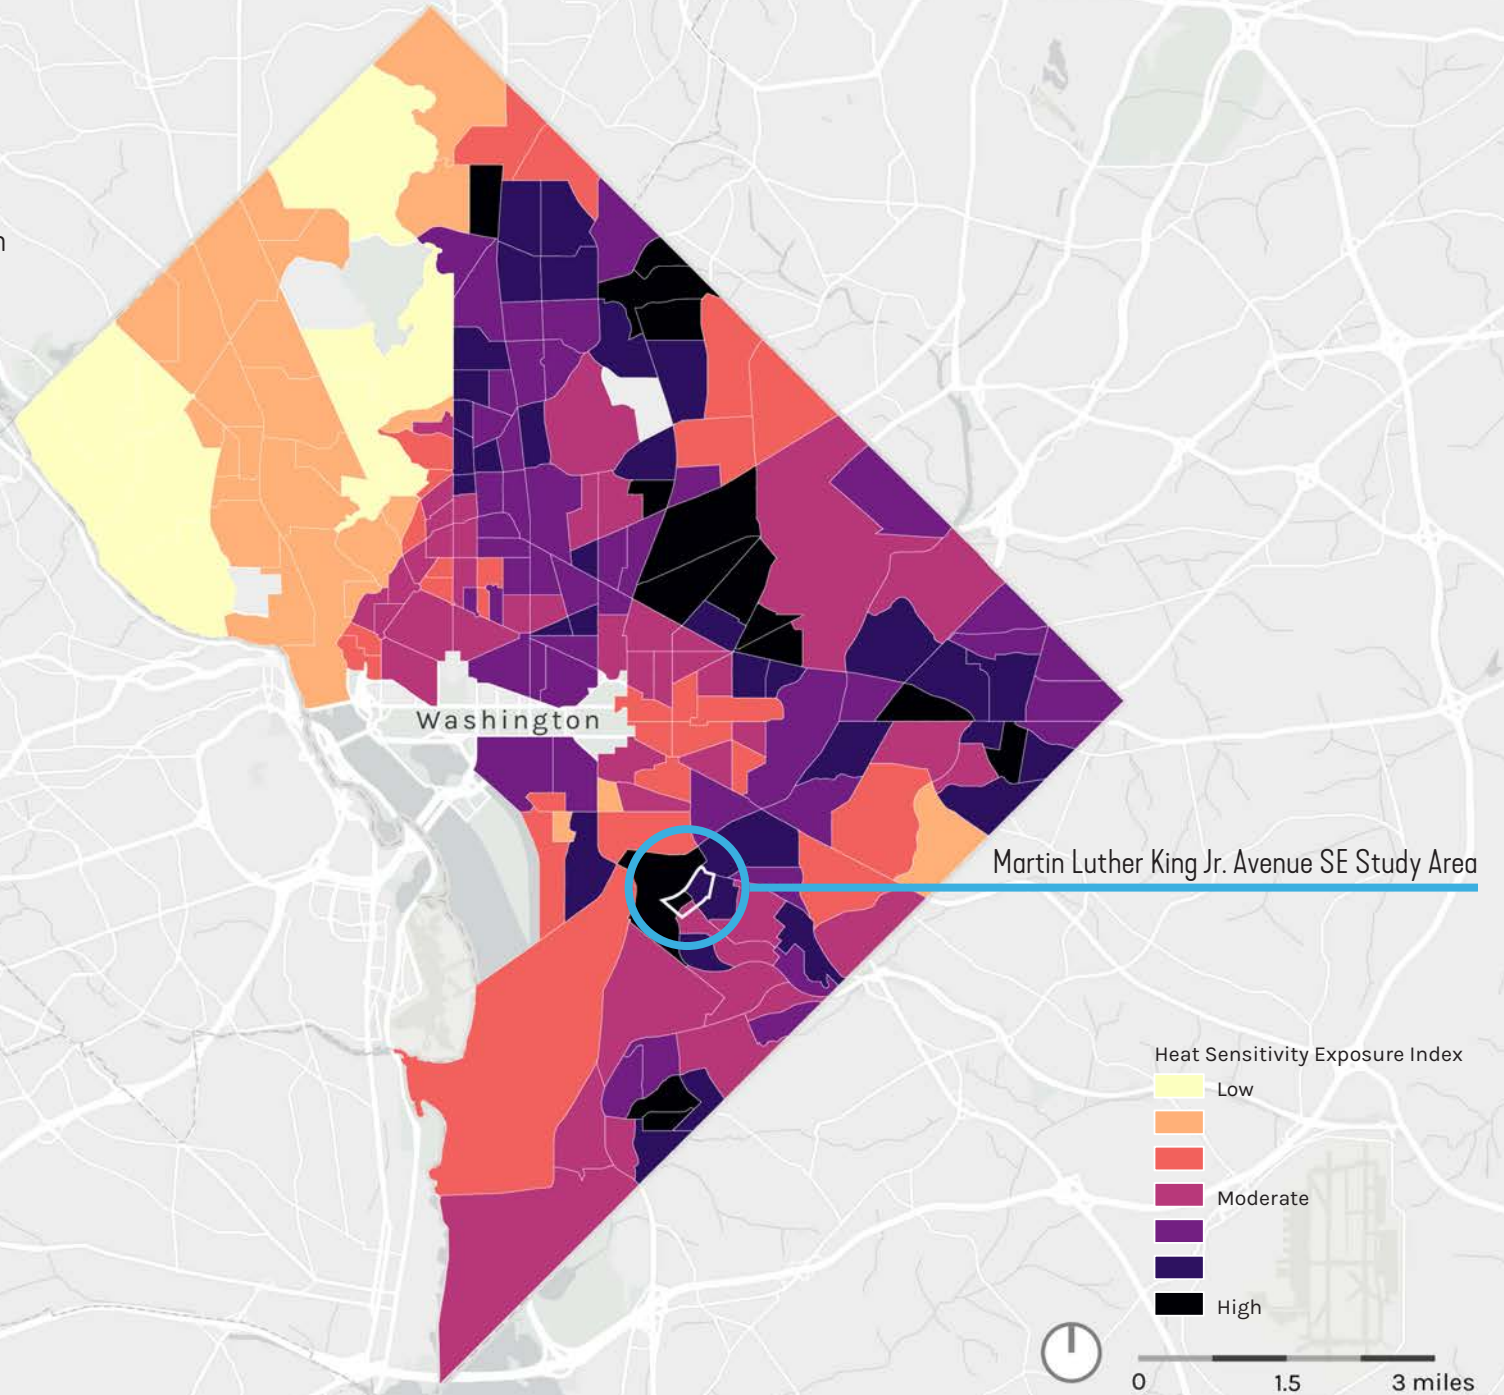 n
Washington
Martin Luther King Jr. Avenue SE Study Area
Heat Sensitivity Exposure Index
Low
Moderate
High
0 1.5 3 miles